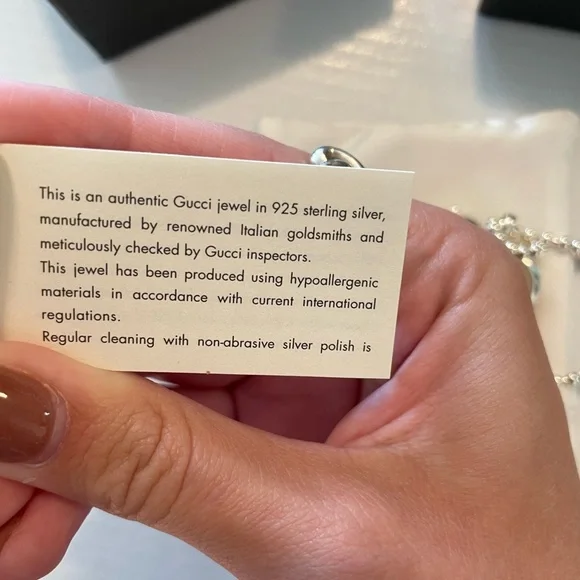 This is an authentic Gucci jewel in 925 sterling silver,
manufactured by renowned Italian goldsmiths and
meticulously checked by Gucci inspectors.
This jewel has been produced using hypoallergenic
materials in accordance with current international
regulations.
Regular cleaning with non-abrasive silver polish is